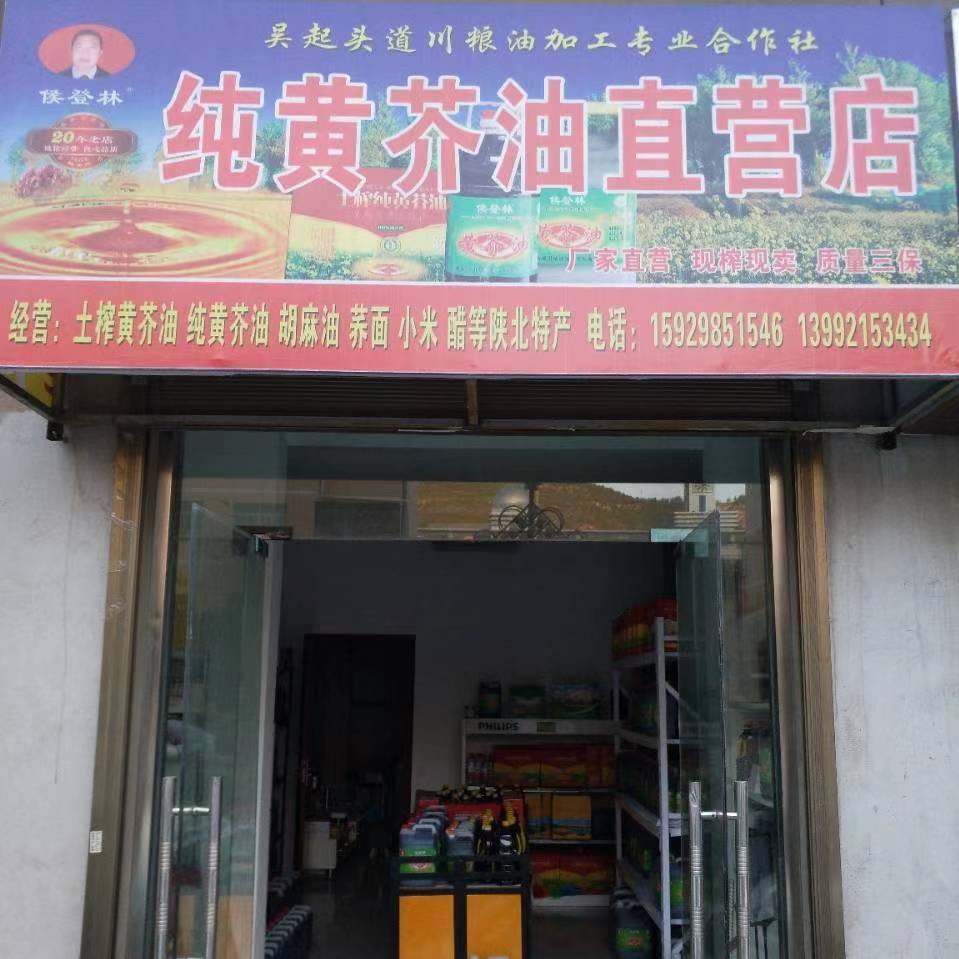 吴起头道川粮油加工专业合作社
侯登林
纯黄芥油直营店
20年老店
土榨纯黄芥油
侯登林
黄芥油
黄芥油
厂家直营 现榨现卖 质量三保
经营：土榨黄芥油 纯黄芥油 胡麻油 荞面 小米 醋等陕北特产 电话：15929851546 13992153434
PHILIPS